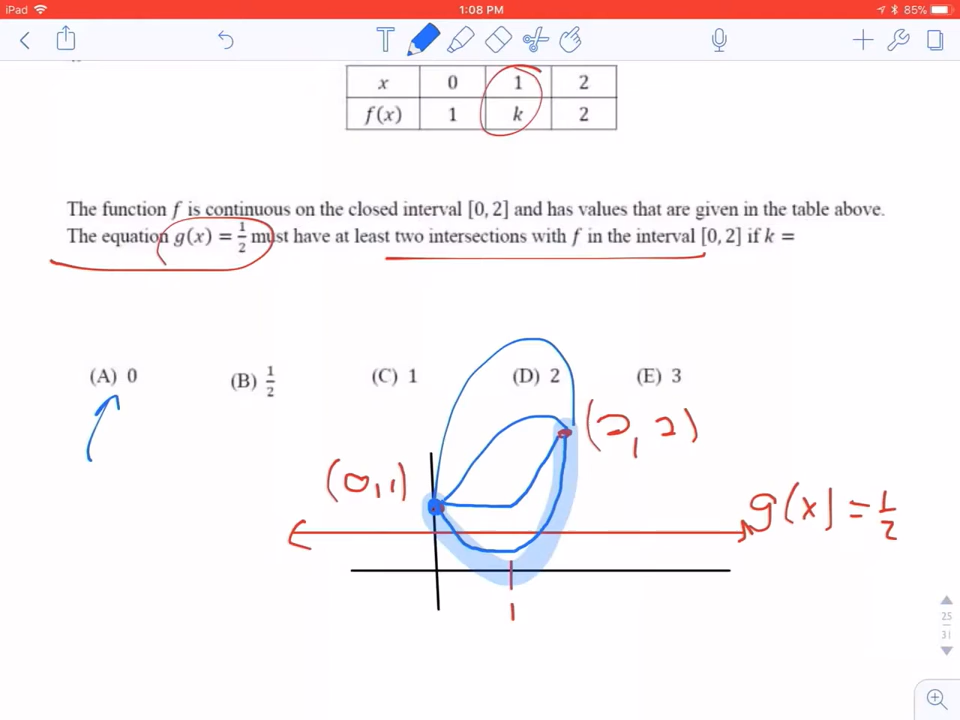 iPad 1:08 PM 85%
T
x 0 1 2
f(x) 1 k 2
The function f is continuous on the closed interval [0, 2] and has values that are given in the table above.
The equation g(x) = 1/2 must have at least two intersections with f in the interval [0, 2] if k =
(A) 0 (B) 1/2 (C) 1 (D) 2 (E) 3
(2, 2)
(0,1)
g(x) = 1/2
1
25
31